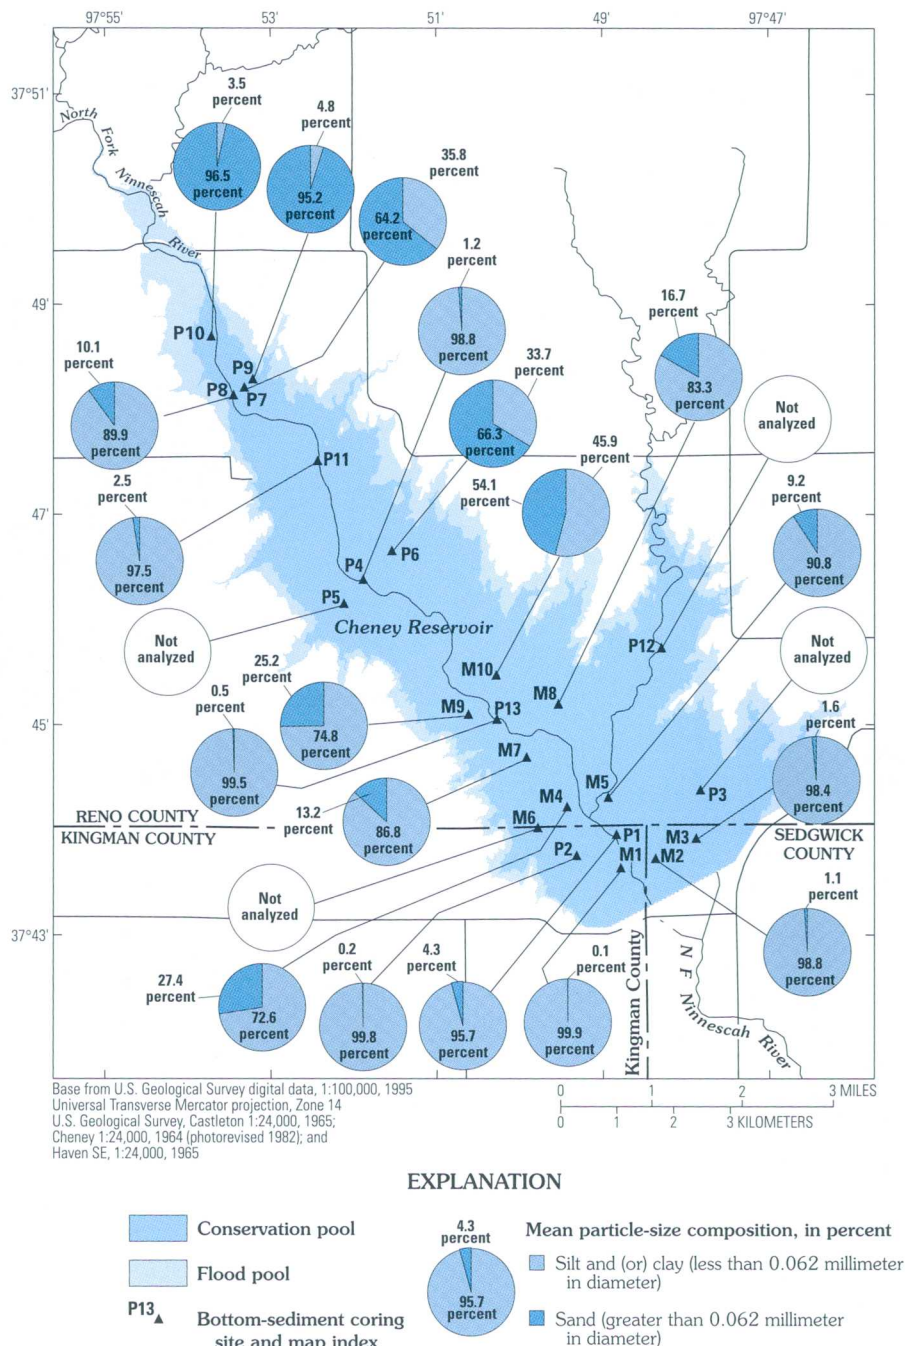 97°55'
53'
51'
49'
97°47'
37°51'
49'
47'
45'
37°43'
North
Fork
Ninnescah
River
3.5
percent
96.5
percent
4.8
percent
95.2
percent
35.8
percent
64.2
percent
1.2
percent
98.8
percent
33.7
percent
66.3
percent
16.7
percent
83.3
percent
Not
analyzed
45.9
percent
54.1
percent
9.2
percent
90.8
percent
10.1
percent
89.9
percent
2.5
percent
97.5
percent
Not
analyzed
Not
analyzed
25.2
percent
74.8
percent
0.5
percent
99.5
percent
1.6
percent
98.4
percent
13.2
percent
86.8
percent
Not
analyzed
1.1
percent
98.8
percent
27.4
percent
72.6
percent
0.2
percent
99.8
percent
4.3
percent
95.7
percent
0.1
percent
99.9
percent
P10
P9
P8
P7
P11
P6
P4
P5
Cheney Reservoir
P12
M10
M8
M9
P13
M7
M5
P3
M4
M6
P1
M3
P2
M1
M2
RENO COUNTY
KINGMAN COUNTY
SEDGWICK
COUNTY
Kingman County
N F Ninnescah River
Base from U.S. Geological Survey digital data, 1:100,000, 1995
Universal Transverse Mercator projection, Zone 14
U.S. Geological Survey, Castleton 1:24,000, 1965;
Cheney 1:24,000, 1964 (photorevised 1982); and
Haven SE, 1:24,000, 1965
0 1 2 3 MILES
0 1 2 3 KILOMETERS
EXPLANATION
Conservation pool
Flood pool
P13
Bottom-sediment coring
site and map index
4.3
percent
95.7
percent
Mean particle-size composition, in percent
Silt and (or) clay (less than 0.062 millimeter
in diameter)
Sand (greater than 0.062 millimeter
in diameter)